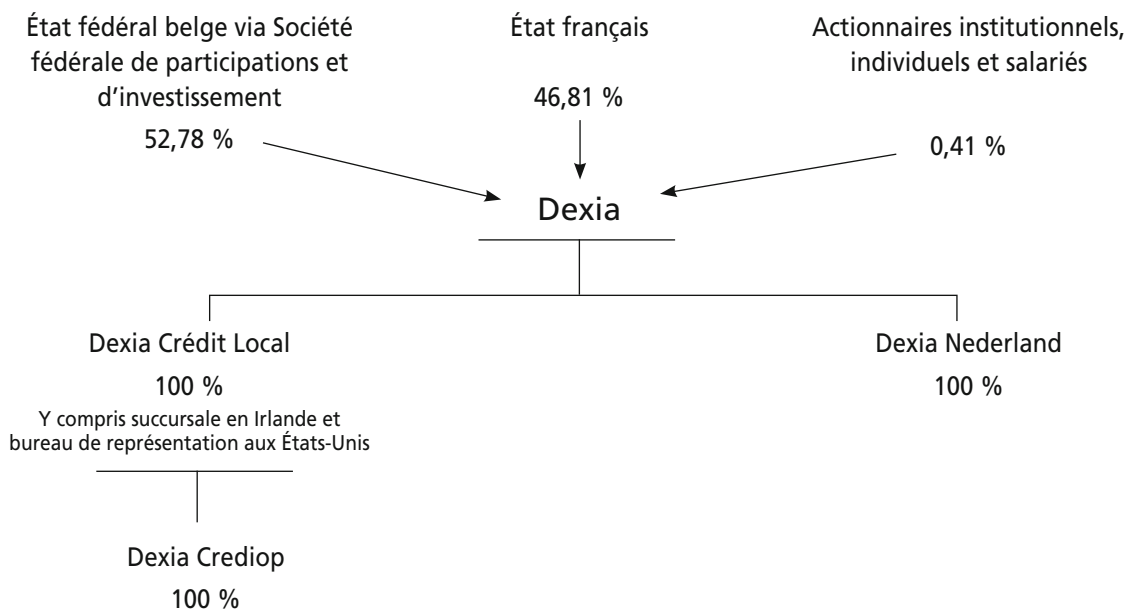 État fédéral belge via Société
fédérale de participations et
d'investissement
52,78 %
État français
46,81 %
Actionnaires institutionnels,
individuels et salariés
0,41 %
Dexia
Dexia Crédit Local
100 %
Y compris succursale en Irlande et
bureau de représentation aux États-Unis
Dexia Nederland
100 %
Dexia Crediop
100 %